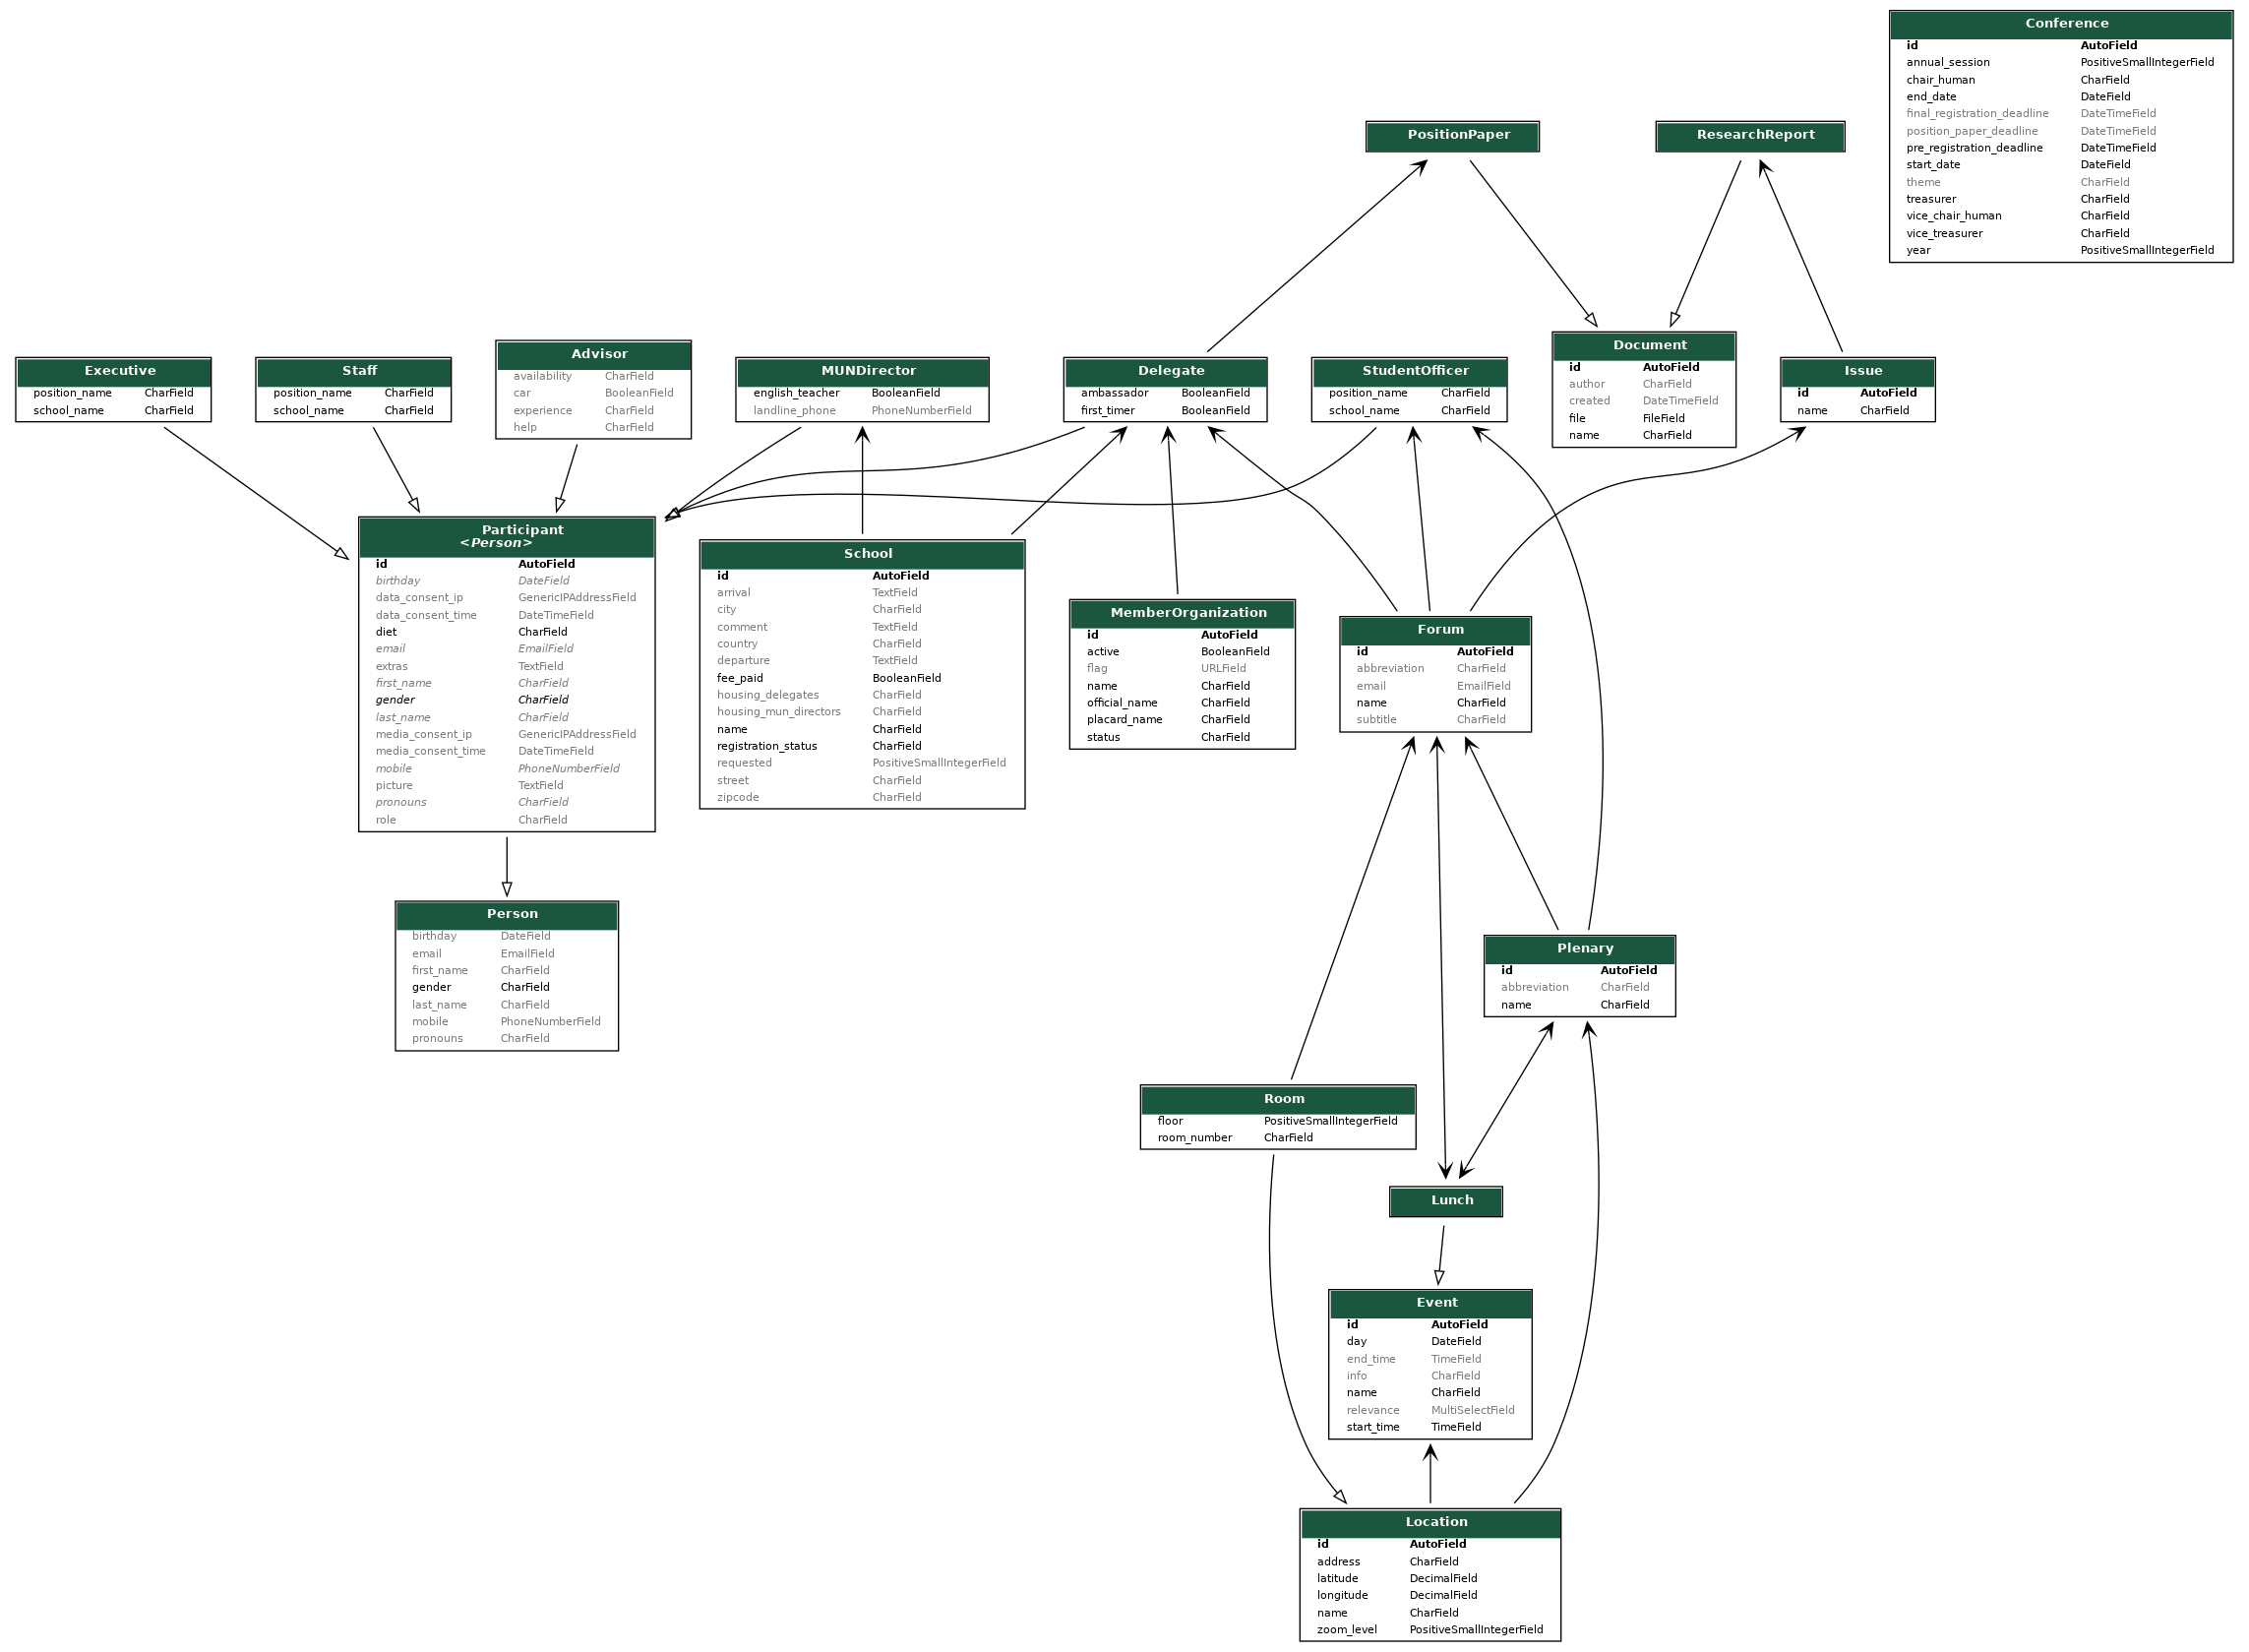 Conference
id AutoField
annual_session PositiveSmallIntegerField
chair_human CharField
end_date DateField
final_registration_deadline DateTimeField
position_paper_deadline DateTimeField
pre_registration_deadline DateTimeField
start_date DateField
theme CharField
treasurer CharField
vice_chair_human CharField
vice_treasurer CharField
year PositiveSmallIntegerField
PositionPaper
ResearchReport
Executive
position_name CharField
school_name CharField
Staff
position_name CharField
school_name CharField
Advisor
availability CharField
car BooleanField
experience CharField
help CharField
MUNDirector
english_teacher BooleanField
landline_phone PhoneNumberField
Delegate
ambassador BooleanField
first_timer BooleanField
StudentOfficer
position_name CharField
school_name CharField
Document
id AutoField
author CharField
created DateTimeField
file FileField
name CharField
Issue
id AutoField
name CharField
Participant
<Person>
id AutoField
birthday DateField
data_consent_ip GenericIPAddressField
data_consent_time DateTimeField
diet CharField
email EmailField
extras TextField
first_name CharField
gender CharField
last_name CharField
media_consent_ip GenericIPAddressField
media_consent_time DateTimeField
mobile PhoneNumberField
picture TextField
pronouns CharField
role CharField
School
id AutoField
arrival TextField
city CharField
comment TextField
country CharField
departure TextField
fee_paid BooleanField
housing_delegates CharField
housing_mun_directors CharField
name CharField
registration_status CharField
requested PositiveSmallIntegerField
street CharField
zipcode CharField
MemberOrganization
id AutoField
active BooleanField
flag URLField
name CharField
official_name CharField
placard_name CharField
status CharField
Forum
id AutoField
abbreviation CharField
email EmailField
name CharField
subtitle CharField
Person
birthday DateField
email EmailField
first_name CharField
gender CharField
last_name CharField
mobile PhoneNumberField
pronouns CharField
Plenary
id AutoField
abbreviation CharField
name CharField
Room
floor PositiveSmallIntegerField
room_number CharField
Lunch
Event
id AutoField
day DateField
end_time TimeField
info CharField
name CharField
relevance MultiSelectField
start_time TimeField
Location
id AutoField
address CharField
latitude DecimalField
longitude DecimalField
name CharField
zoom_level PositiveSmallIntegerField